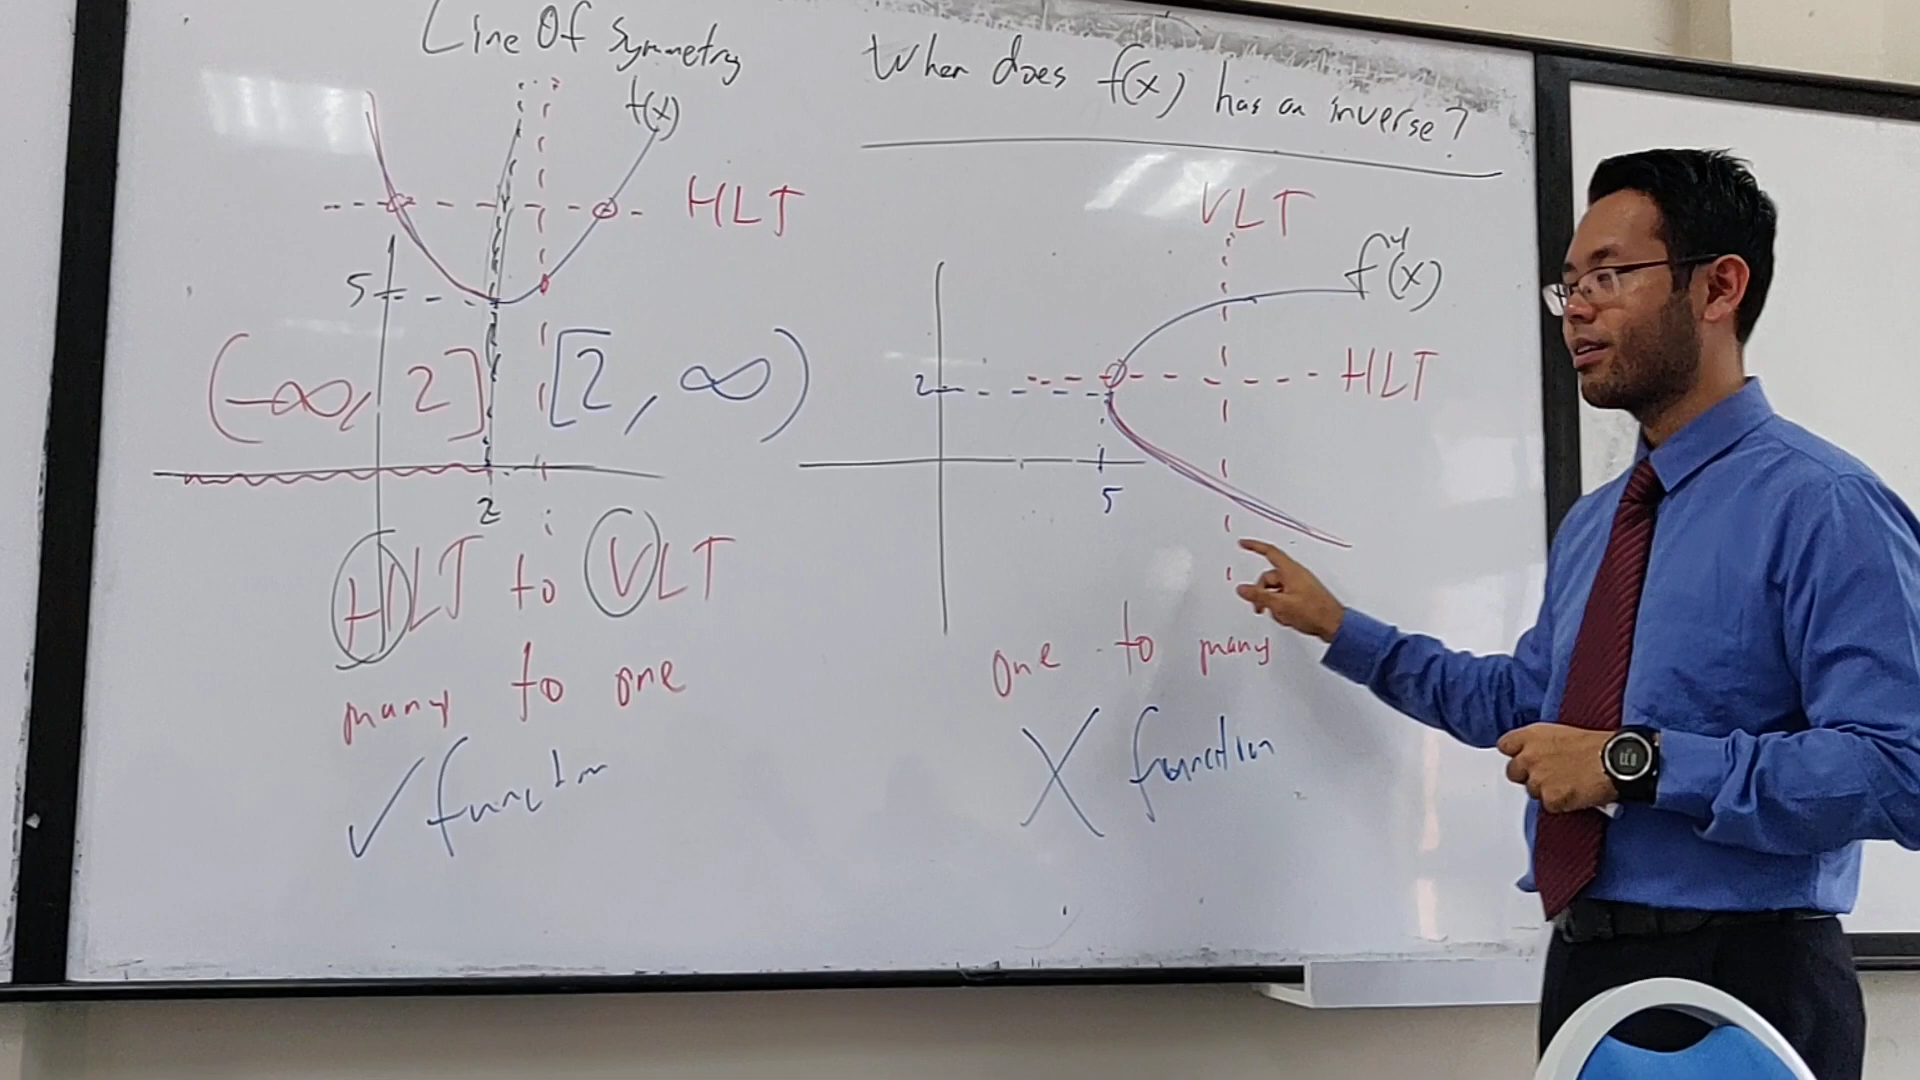 Line Of Symmetry
f(x)
HLT
5
(-∞, 2] [2, ∞)
2
HLT to VLT
many to one
✓ function
When does f(x) has an inverse?
VLT
f⁻¹(x)
2
HLT
5
one to many
X function